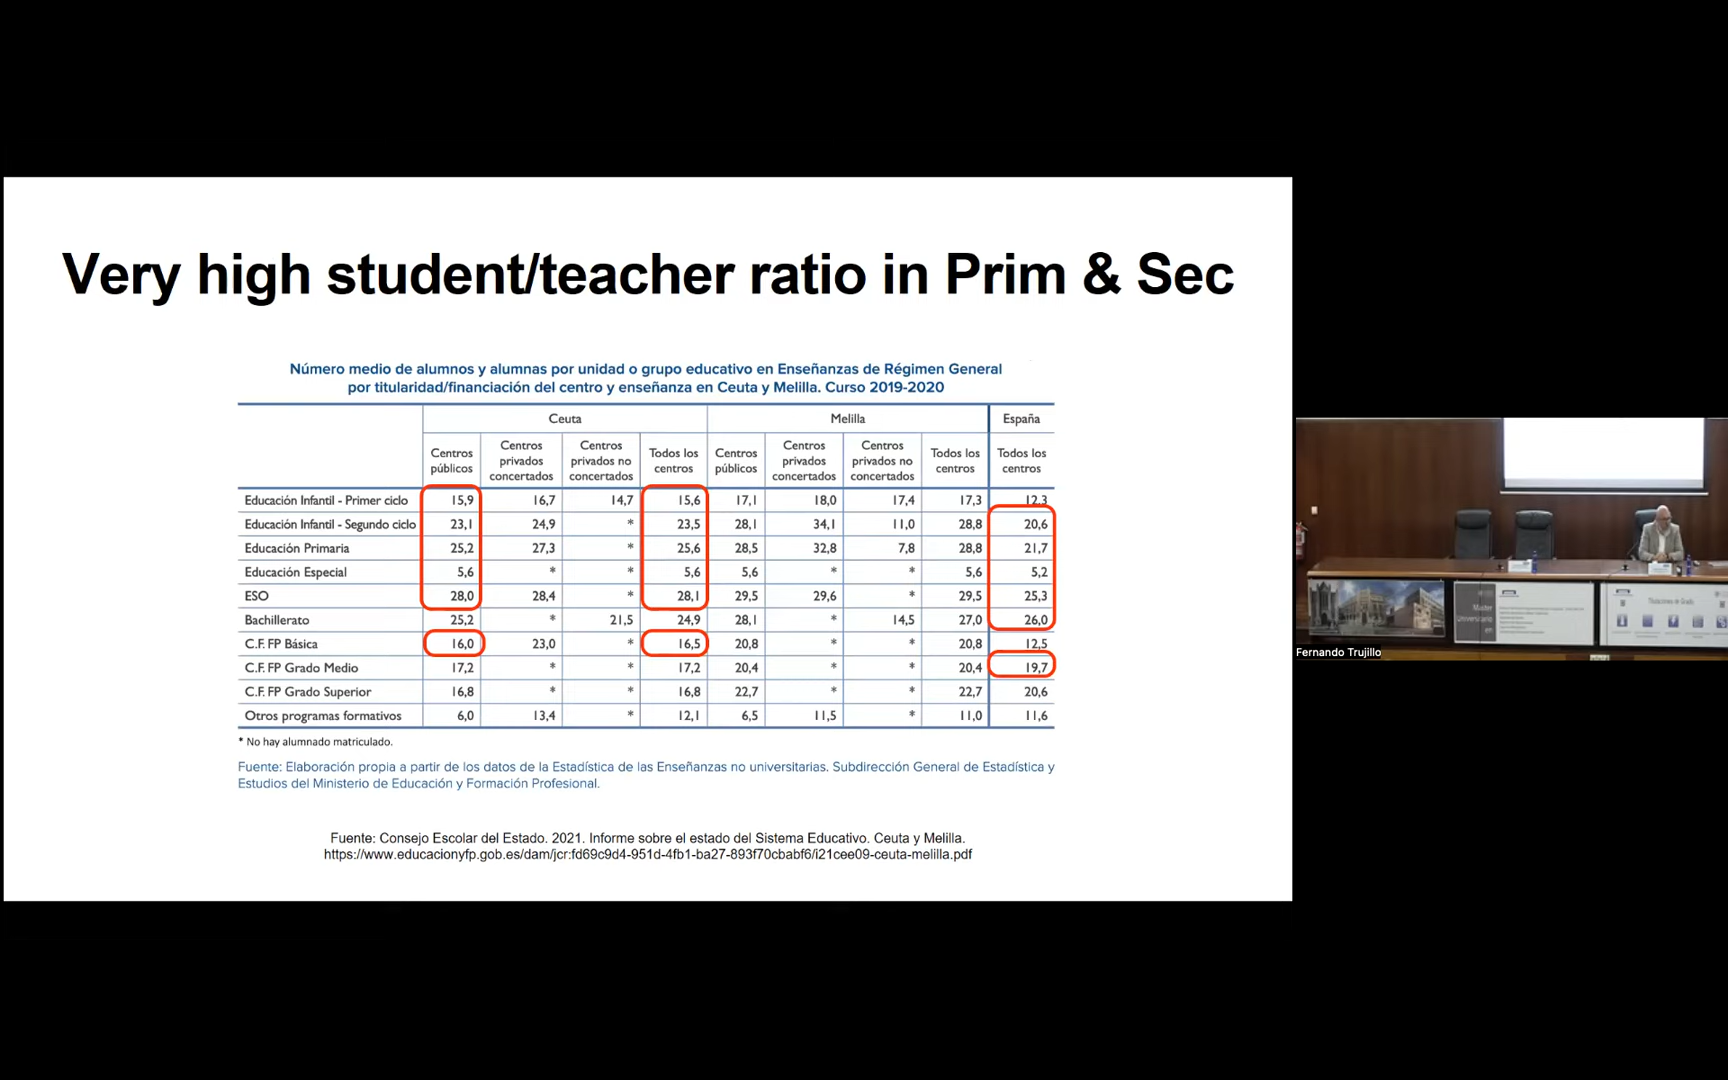 Very high student/teacher ratio in Prim & Sec
Número medio de alumnos y alumnas por unidad o grupo educativo en Enseñanzas de Régimen General
por titularidad/financiación del centro y enseñanza en Ceuta y Melilla. Curso 2019-2020
Ceuta Melilla España
Centros públicos Centros privados concertados Centros privados no concertados Todos los centros Centros públicos Centros privados concertados Centros privados no concertados Todos los centros Todos los centros
Educación Infantil - Primer ciclo 15,9 16,7 14,7 15,6 17,1 18,0 17,4 17,3 12,3
Educación Infantil - Segundo ciclo 23,1 24,9 * 23,5 28,1 34,1 11,0 28,8 20,6
Educación Primaria 25,2 27,3 * 25,6 28,5 32,8 7,8 28,8 21,7
Educación Especial 5,6 * * 5,6 5,6 * * 5,6 5,2
ESO 28,0 28,4 * 28,1 29,5 29,6 * 29,5 25,3
Bachillerato 25,2 * 21,5 24,9 28,1 * 14,5 27,0 26,0
C.F. FP Básica 16,0 23,0 * 16,5 20,8 * * 20,8 12,5
C.F. FP Grado Medio 17,2 * * 17,2 20,4 * * 20,4 19,7
C.F. FP Grado Superior 16,8 * * 16,8 22,7 * * 22,7 20,6
Otros programas formativos 6,0 13,4 * 12,1 6,5 11,5 * 11,0 11,6
* No hay alumnado matriculado.
Fuente: Elaboración propia a partir de los datos de la Estadística de las Enseñanzas no universitarias. Subdirección General de Estadística y
Estudios del Ministerio de Educación y Formación Profesional.
Fuente: Consejo Escolar del Estado. 2021. Informe sobre el estado del Sistema Educativo. Ceuta y Melilla.
https://www.educacionyfp.gob.es/dam/jcr:fd69c9d4-951d-4fb1-ba27-893f70cbabf6/i21cee09-ceuta-melilla.pdf
Master
Universitario
en
Titulaciones de Grado
Fernando Trujillo